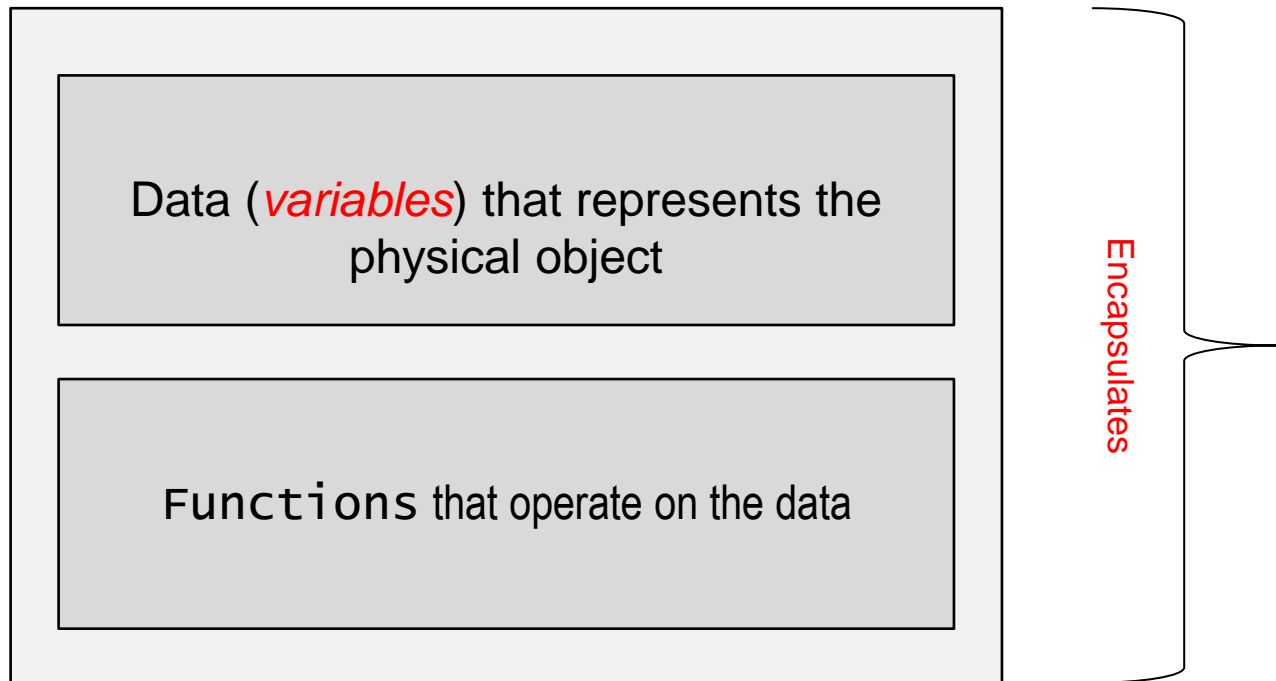 Data (variables) that represents the
physical object
Functions that operate on the data
Encapsulates